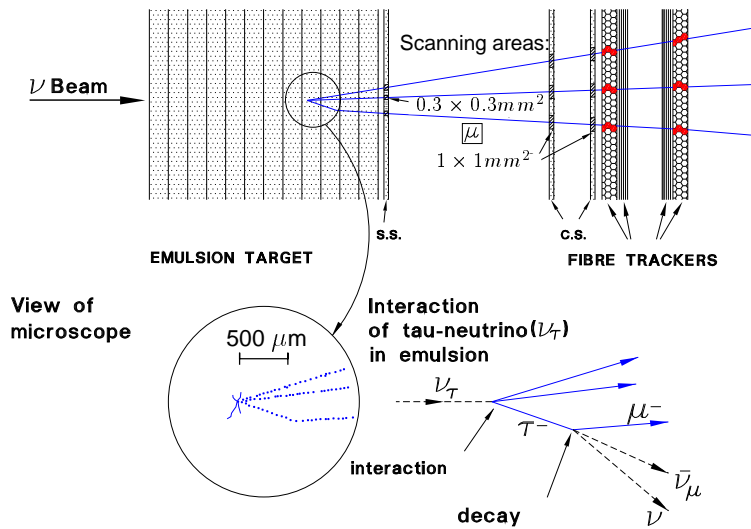 Scanning areas:
ν Beam
0.3 × 0.3mm²
μ
1 × 1mm²
S.S.
C.S.
EMULSION TARGET
FIBRE TRACKERS
View of
microscope
500 μm
Interaction
of tau-neutrino(ντ)
in emulsion
ντ
τ⁻
μ⁻
interaction
ν̄μ
ν
decay